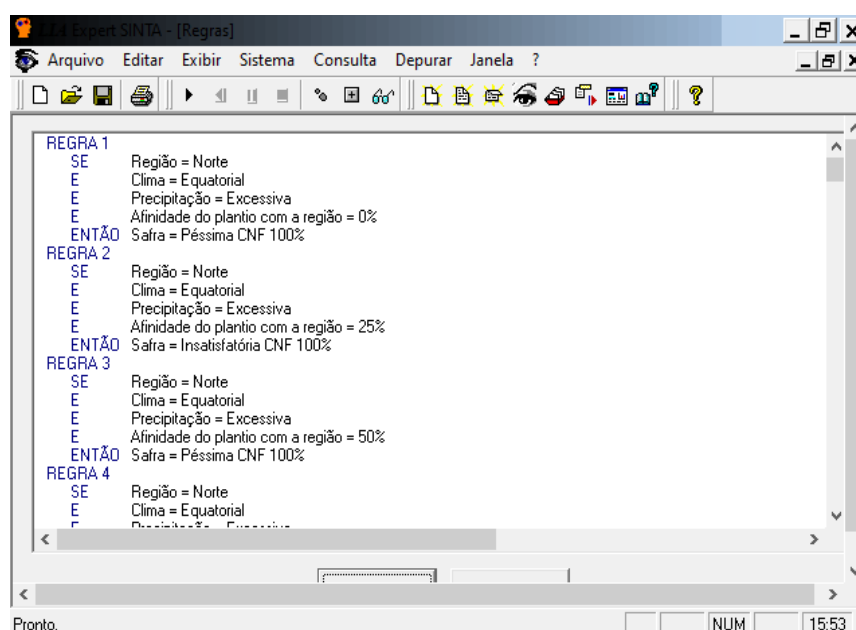 Expert SINTA - [Regras]
Arquivo Editar Exibir Sistema Consulta Depurar Janela ?
REGRA 1
SE Região = Norte
E Clima = Equatorial
E Precipitação = Excessiva
E Afinidade do plantio com a região = 0%
ENTÃO Safra = Péssima CNF 100%
REGRA 2
SE Região = Norte
E Clima = Equatorial
E Precipitação = Excessiva
E Afinidade do plantio com a região = 25%
ENTÃO Safra = Insatisfatória CNF 100%
REGRA 3
SE Região = Norte
E Clima = Equatorial
E Precipitação = Excessiva
E Afinidade do plantio com a região = 50%
ENTÃO Safra = Péssima CNF 100%
REGRA 4
SE Região = Norte
E Clima = Equatorial
E Precipitação = Excessiva
Pronto. NUM 15:53